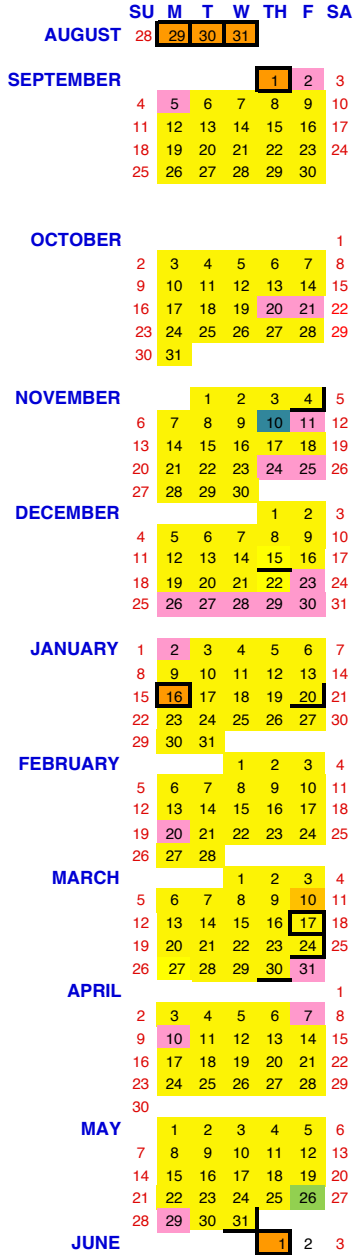 SU M T W TH F SA
AUGUST 28 29 30 31
SEPTEMBER 1 2 3
4 5 6 7 8 9 10
11 12 13 14 15 16 17
18 19 20 21 22 23 24
25 26 27 28 29 30
OCTOBER 1
2 3 4 5 6 7 8
9 10 11 12 13 14 15
16 17 18 19 20 21 22
23 24 25 26 27 28 29
30 31
NOVEMBER 1 2 3 4 5
6 7 8 9 10 11 12
13 14 15 16 17 18 19
20 21 22 23 24 25 26
27 28 29 30
DECEMBER 1 2 3
4 5 6 7 8 9 10
11 12 13 14 15 16 17
18 19 20 21 22 23 24
25 26 27 28 29 30 31
JANUARY 1 2 3 4 5 6 7
8 9 10 11 12 13 14
15 16 17 18 19 20 21
22 23 24 25 26 27 30
29 30 31
FEBRUARY 1 2 3 4
5 6 7 8 9 10 11
12 13 14 15 16 17 18
19 20 21 22 23 24 25
26 27 28
MARCH 1 2 3 4
5 6 7 8 9 10 11
12 13 14 15 16 17 18
19 20 21 22 23 24 25
26 27 28 29 30 31
APRIL 1
2 3 4 5 6 7 8
9 10 11 12 13 14 15
16 17 18 19 20 21 22
23 24 25 26 27 28 29
30
MAY 1 2 3 4 5 6
7 8 9 10 11 12 13
14 15 16 17 18 19 20
21 22 23 24 25 26 27
28 29 30 31
JUNE 1 2 3